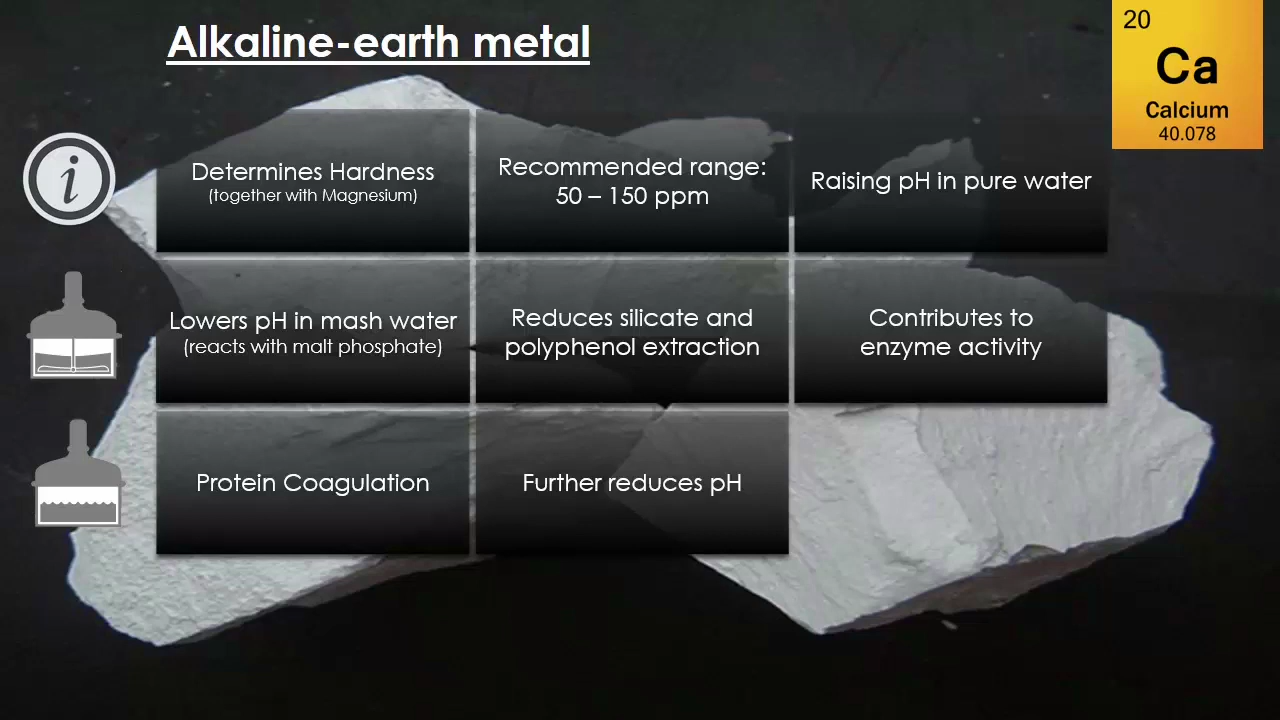 Alkaline-earth metal
20
Ca
Calcium
40.078
i
Determines Hardness
(together with Magnesium)
Recommended range:
50 – 150 ppm
Raising pH in pure water
Lowers pH in mash water
(reacts with malt phosphate)
Reduces silicate and
polyphenol extraction
Contributes to
enzyme activity
Protein Coagulation
Further reduces pH